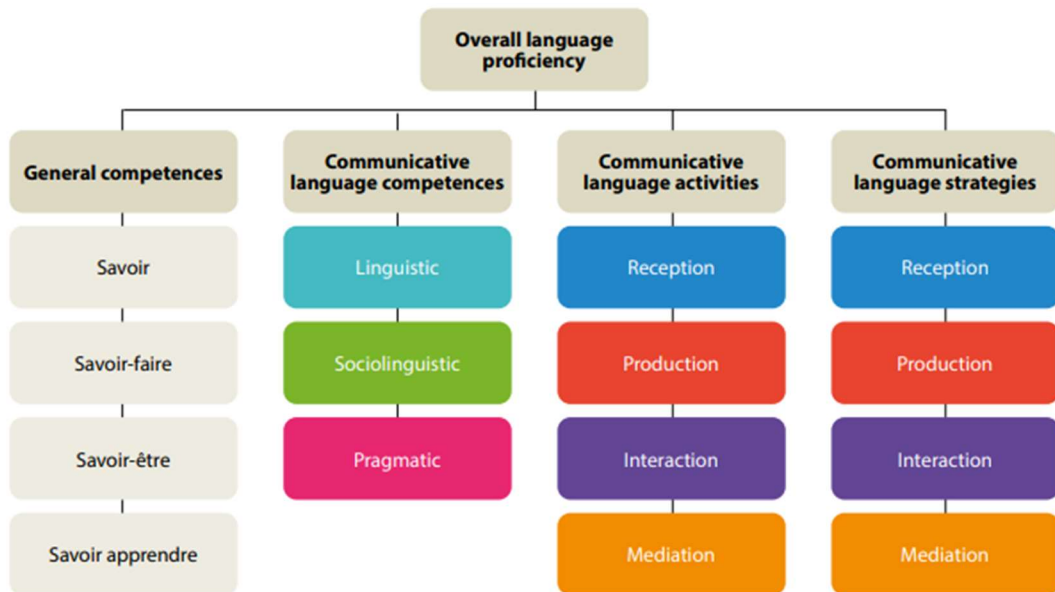 Overall language
proficiency
General competences
Communicative
language competences
Communicative
language activities
Communicative
language strategies
Savoir
Linguistic
Reception
Reception
Savoir-faire
Sociolinguistic
Production
Production
Savoir-être
Pragmatic
Interaction
Interaction
Savoir apprendre
Mediation
Mediation